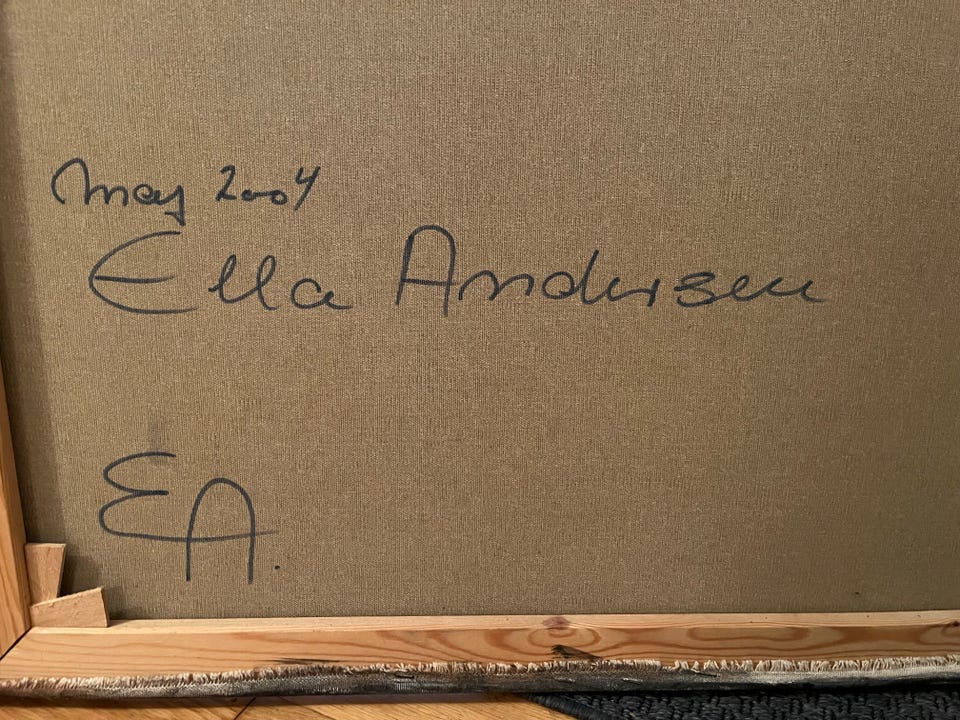 May 2004
Ella Andersen
EA.